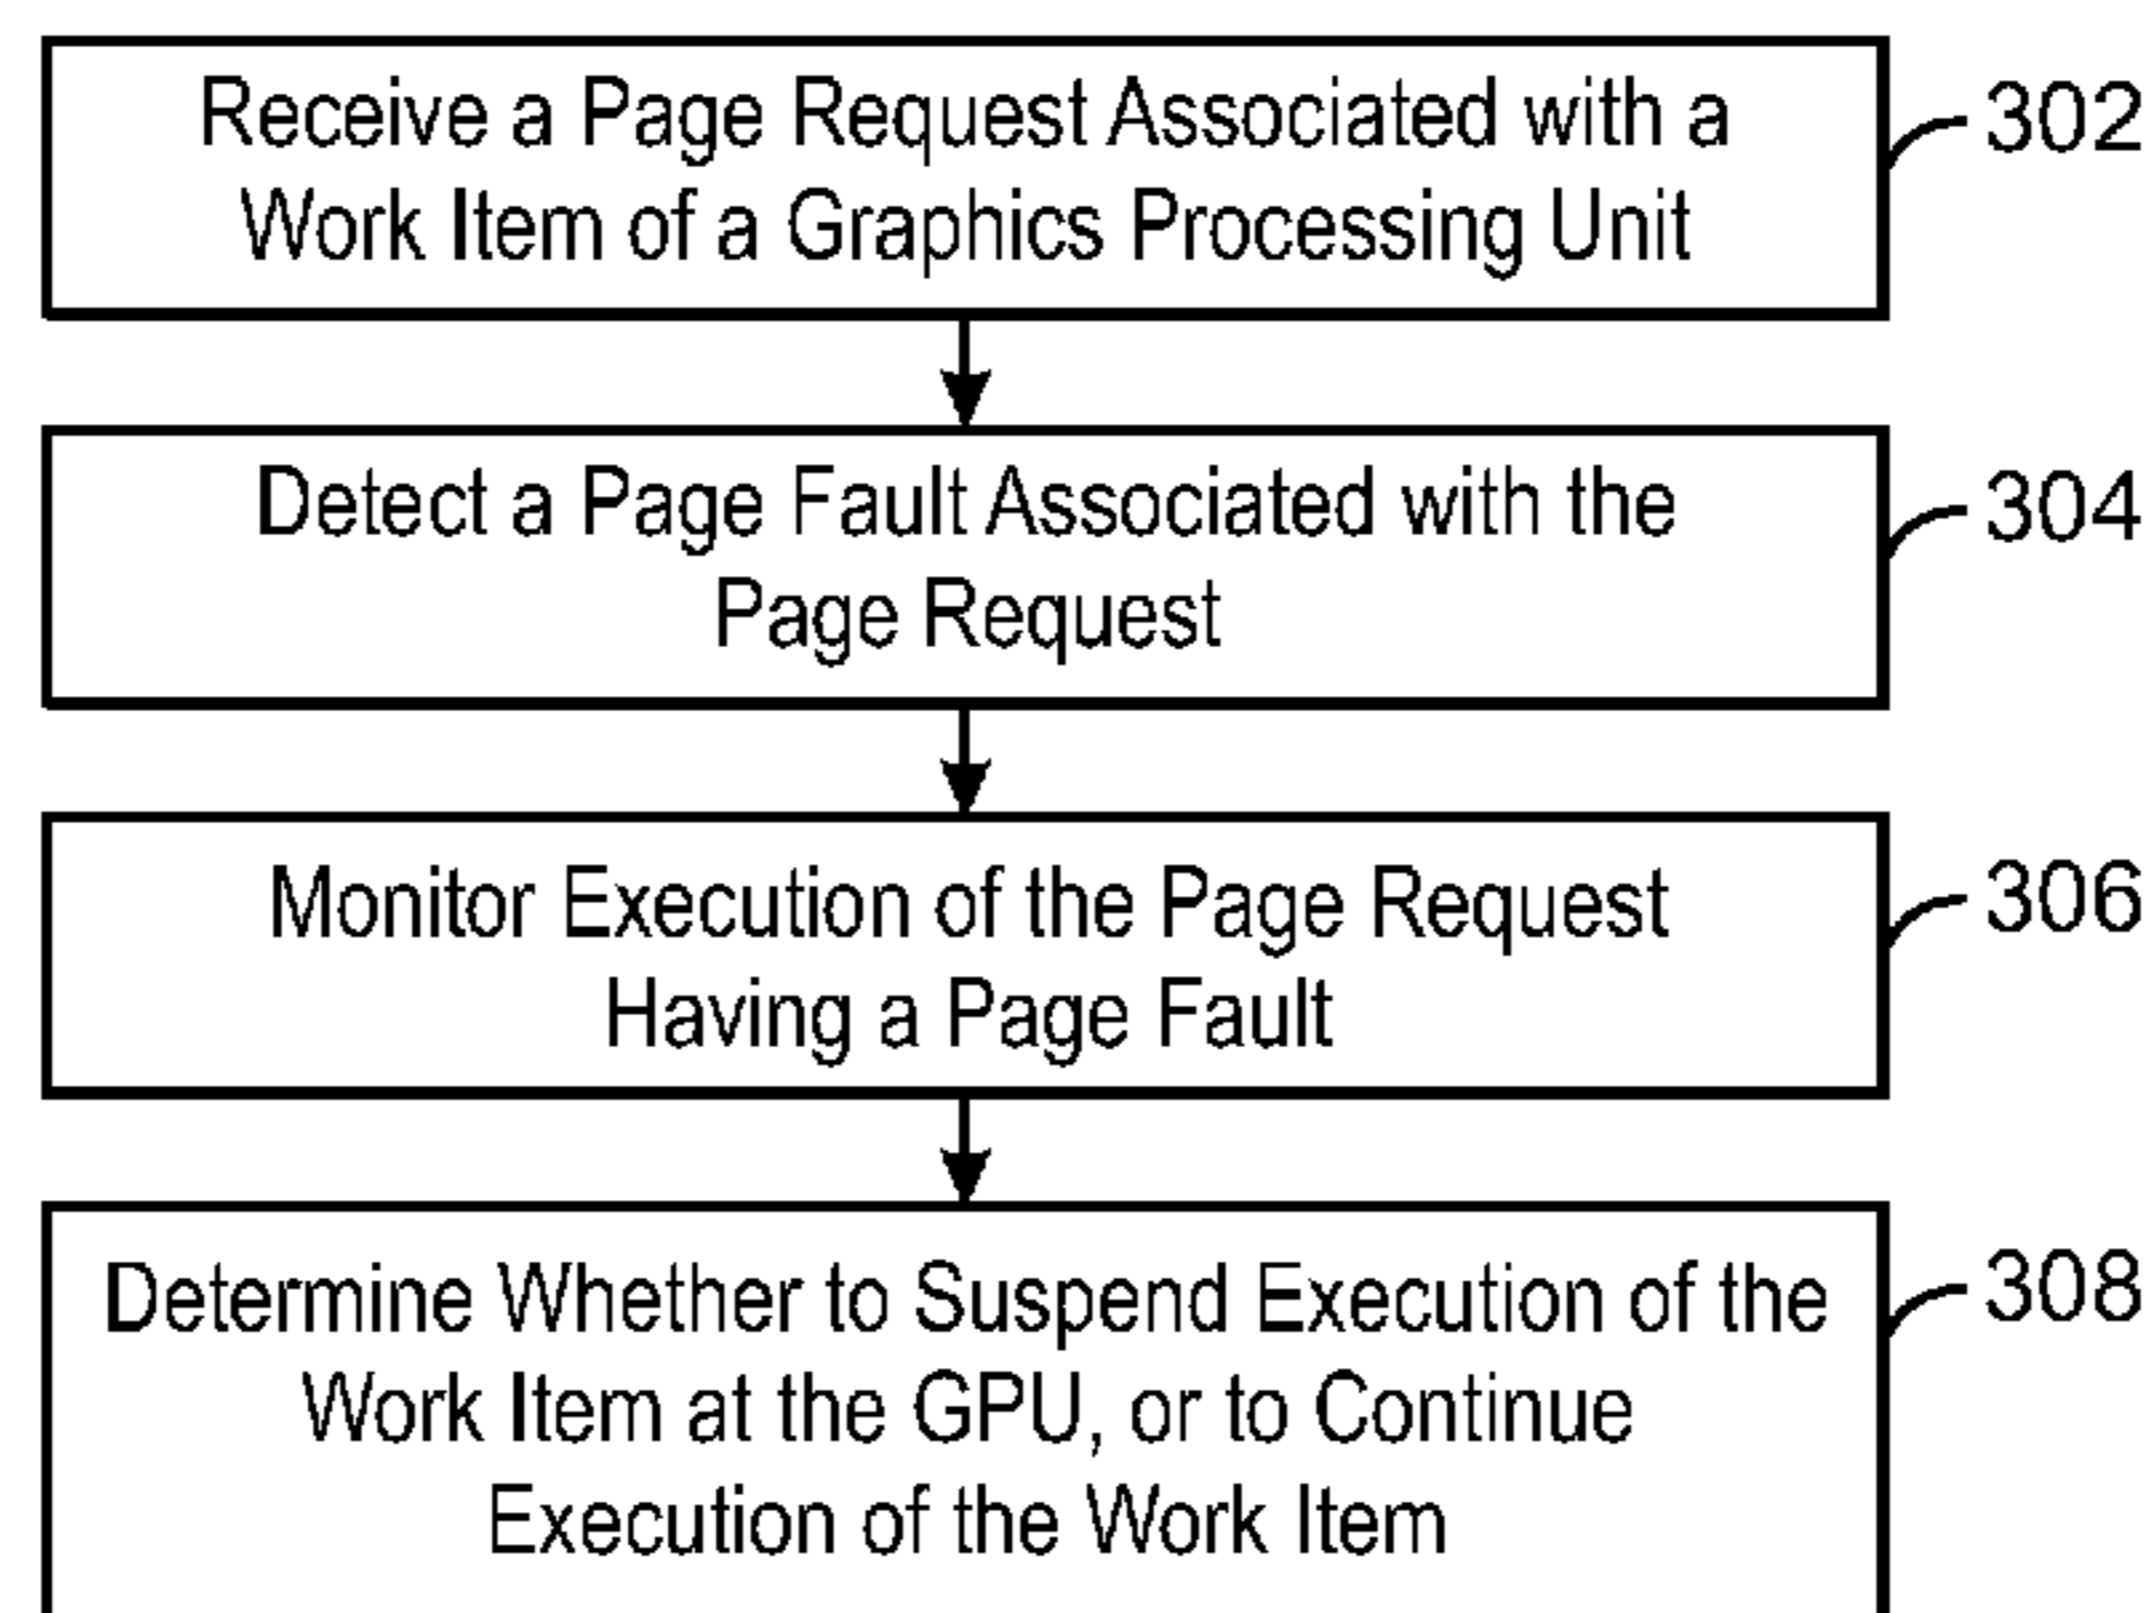 Receive a Page Request Associated with a
Work Item of a Graphics Processing Unit
302
Detect a Page Fault Associated with the
Page Request
304
Monitor Execution of the Page Request
Having a Page Fault
306
Determine Whether to Suspend Execution of the
Work Item at the GPU, or to Continue
Execution of the Work Item
308